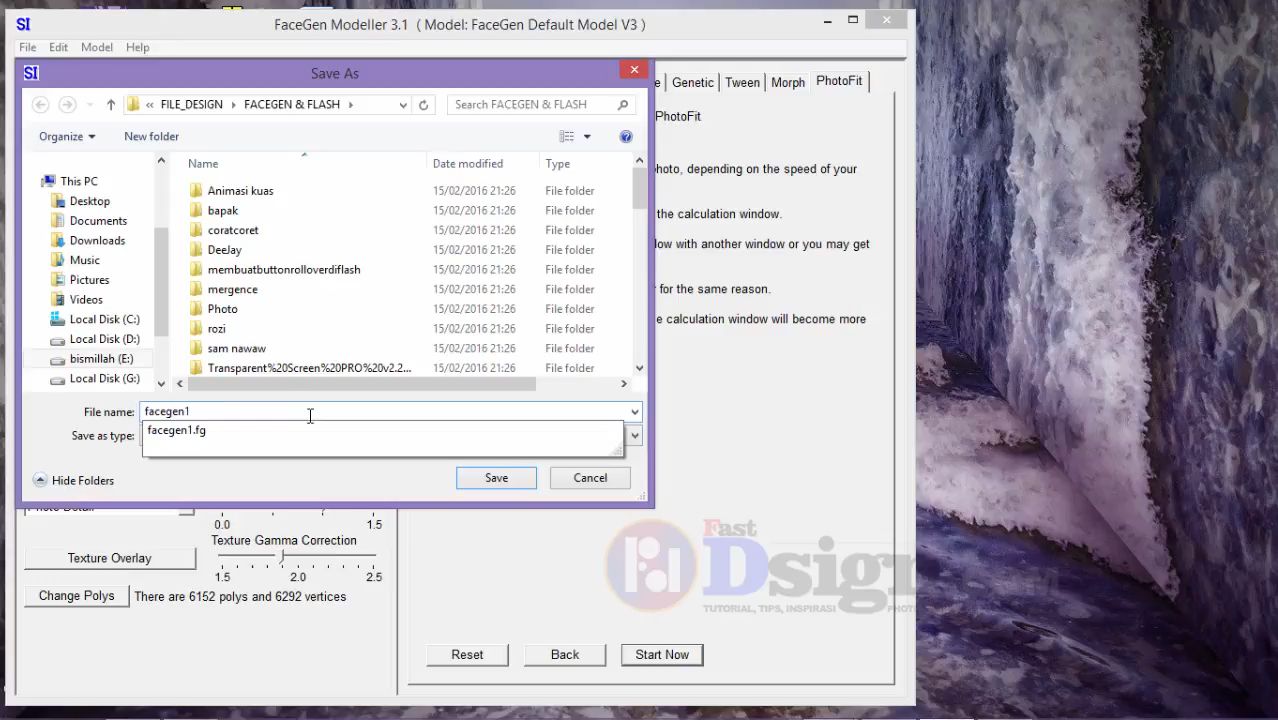 SI FaceGen Modeller 3.1 ( Model: FaceGen Default Model V3 )
File Edit Model Help
SI Save As
e Genetic Tween Morph PhotoFit
« FILE_DESIGN FACEGEN & FLASH Search FACEGEN & FLASH
PhotoFit
Organize New folder
Name Date modified Type
hoto, depending on the speed of your
This PC
Animasi kuas 15/02/2016 21:26 File folder
Desktop
bapak 15/02/2016 21:26 File folder
the calculation window.
Documents
coratcoret 15/02/2016 21:26 File folder
Downloads
low with another window or you may get
DeeJay 15/02/2016 21:26 File folder
Music
membuatbuttonrolloverdiflash 15/02/2016 21:26 File folder
Pictures
mergence 15/02/2016 21:26 File folder
for the same reason.
Videos
Photo 15/02/2016 21:26 File folder
Local Disk (C:)
e calculation window will become more
rozi 15/02/2016 21:26 File folder
Local Disk (D:)
sam nawaw 15/02/2016 21:26 File folder
bismillah (E:)
Transparent%20Screen%20PRO%20v2.2... 15/02/2016 21:26 File folder
Local Disk (G:)
File name: facegen1
facegen1.fg
Save as type:
Hide Folders Save Cancel
Photo Detail
0.0 1.5
Texture Gamma Correction
Texture Overlay
1.5 2.0 2.5
Change Polys There are 6152 polys and 6292 vertices
Fast
Dsign
TUTORIAL, TIPS, INSPIRASI PHO
Reset Back Start Now